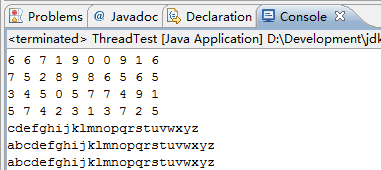 Problems @ Javadoc Declaration Console
<terminated> ThreadTest [Java Application] D:\Development\jdk
6 6 7 1 9 0 0 9 1 6
7 5 2 8 9 8 6 5 6 5
3 4 5 0 5 7 7 4 9 1
5 7 4 2 3 1 3 7 2 5
cdefghijklmnopqrstuvwxyz
abcdefghijklmnopqrstuvwxyz
abcdefghijklmnopqrstuvwxyz